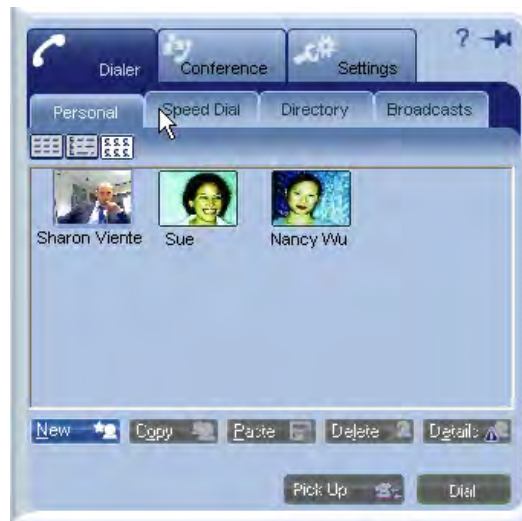 ?
Dialer Conference Settings
Personal Speed Dial Directory Broadcasts
Sharon Viente Sue Nancy Wu
New Copy Paste Delete Details
Pick Up Dial